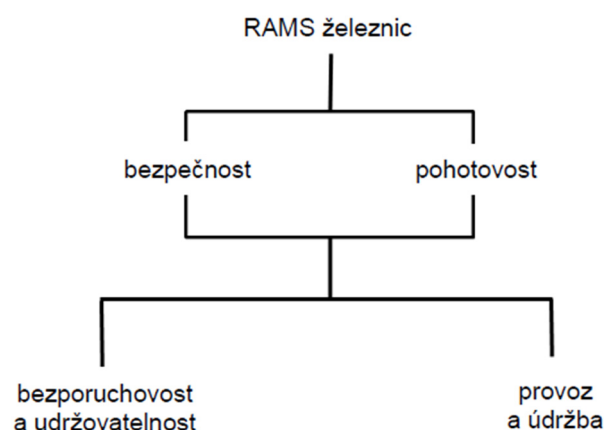 RAMS železnic
bezpečnost
pohotovost
bezporuchovost
a udržovatelnost
provoz
a údržba